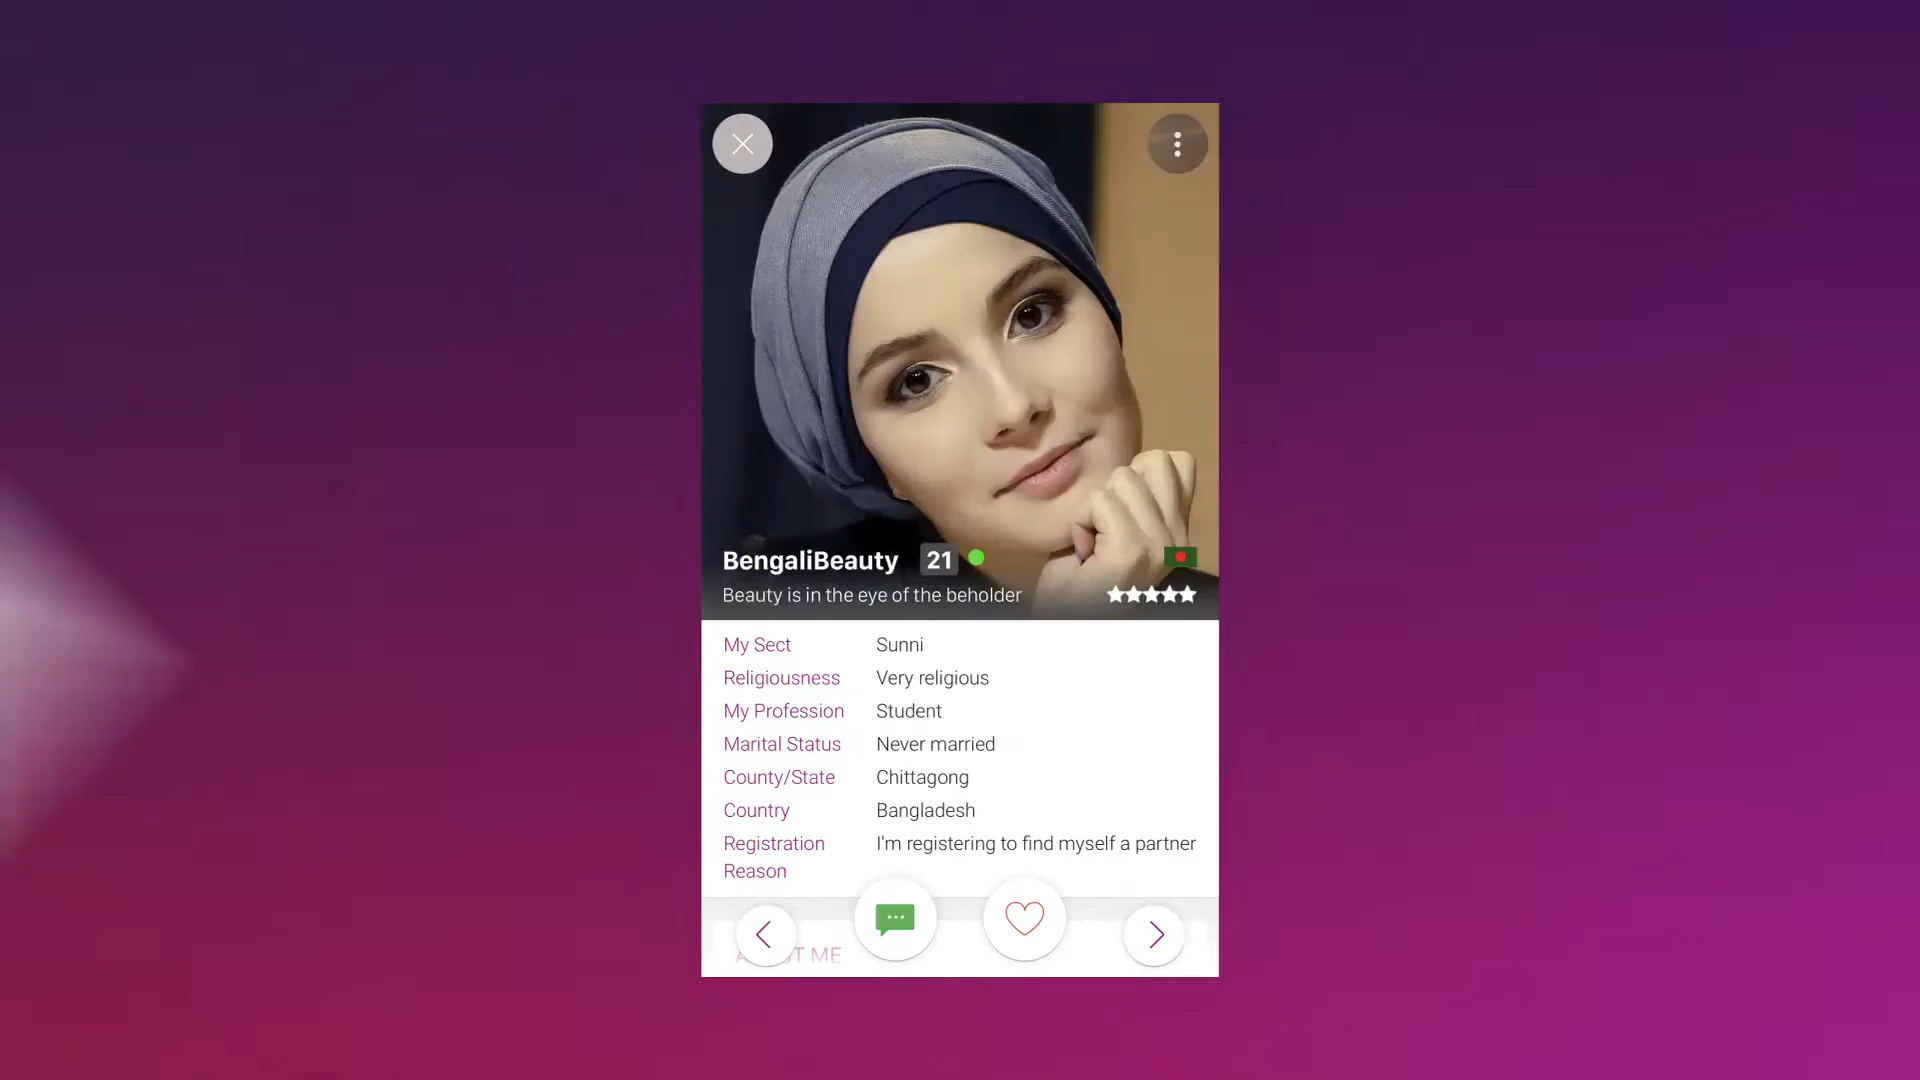 BengaliBeauty 21
Beauty is in the eye of the beholder
My Sect Sunni
Religiousness Very religious
My Profession Student
Marital Status Never married
County/State Chittagong
Country Bangladesh
Registration I'm registering to find myself a partner
Reason
ME